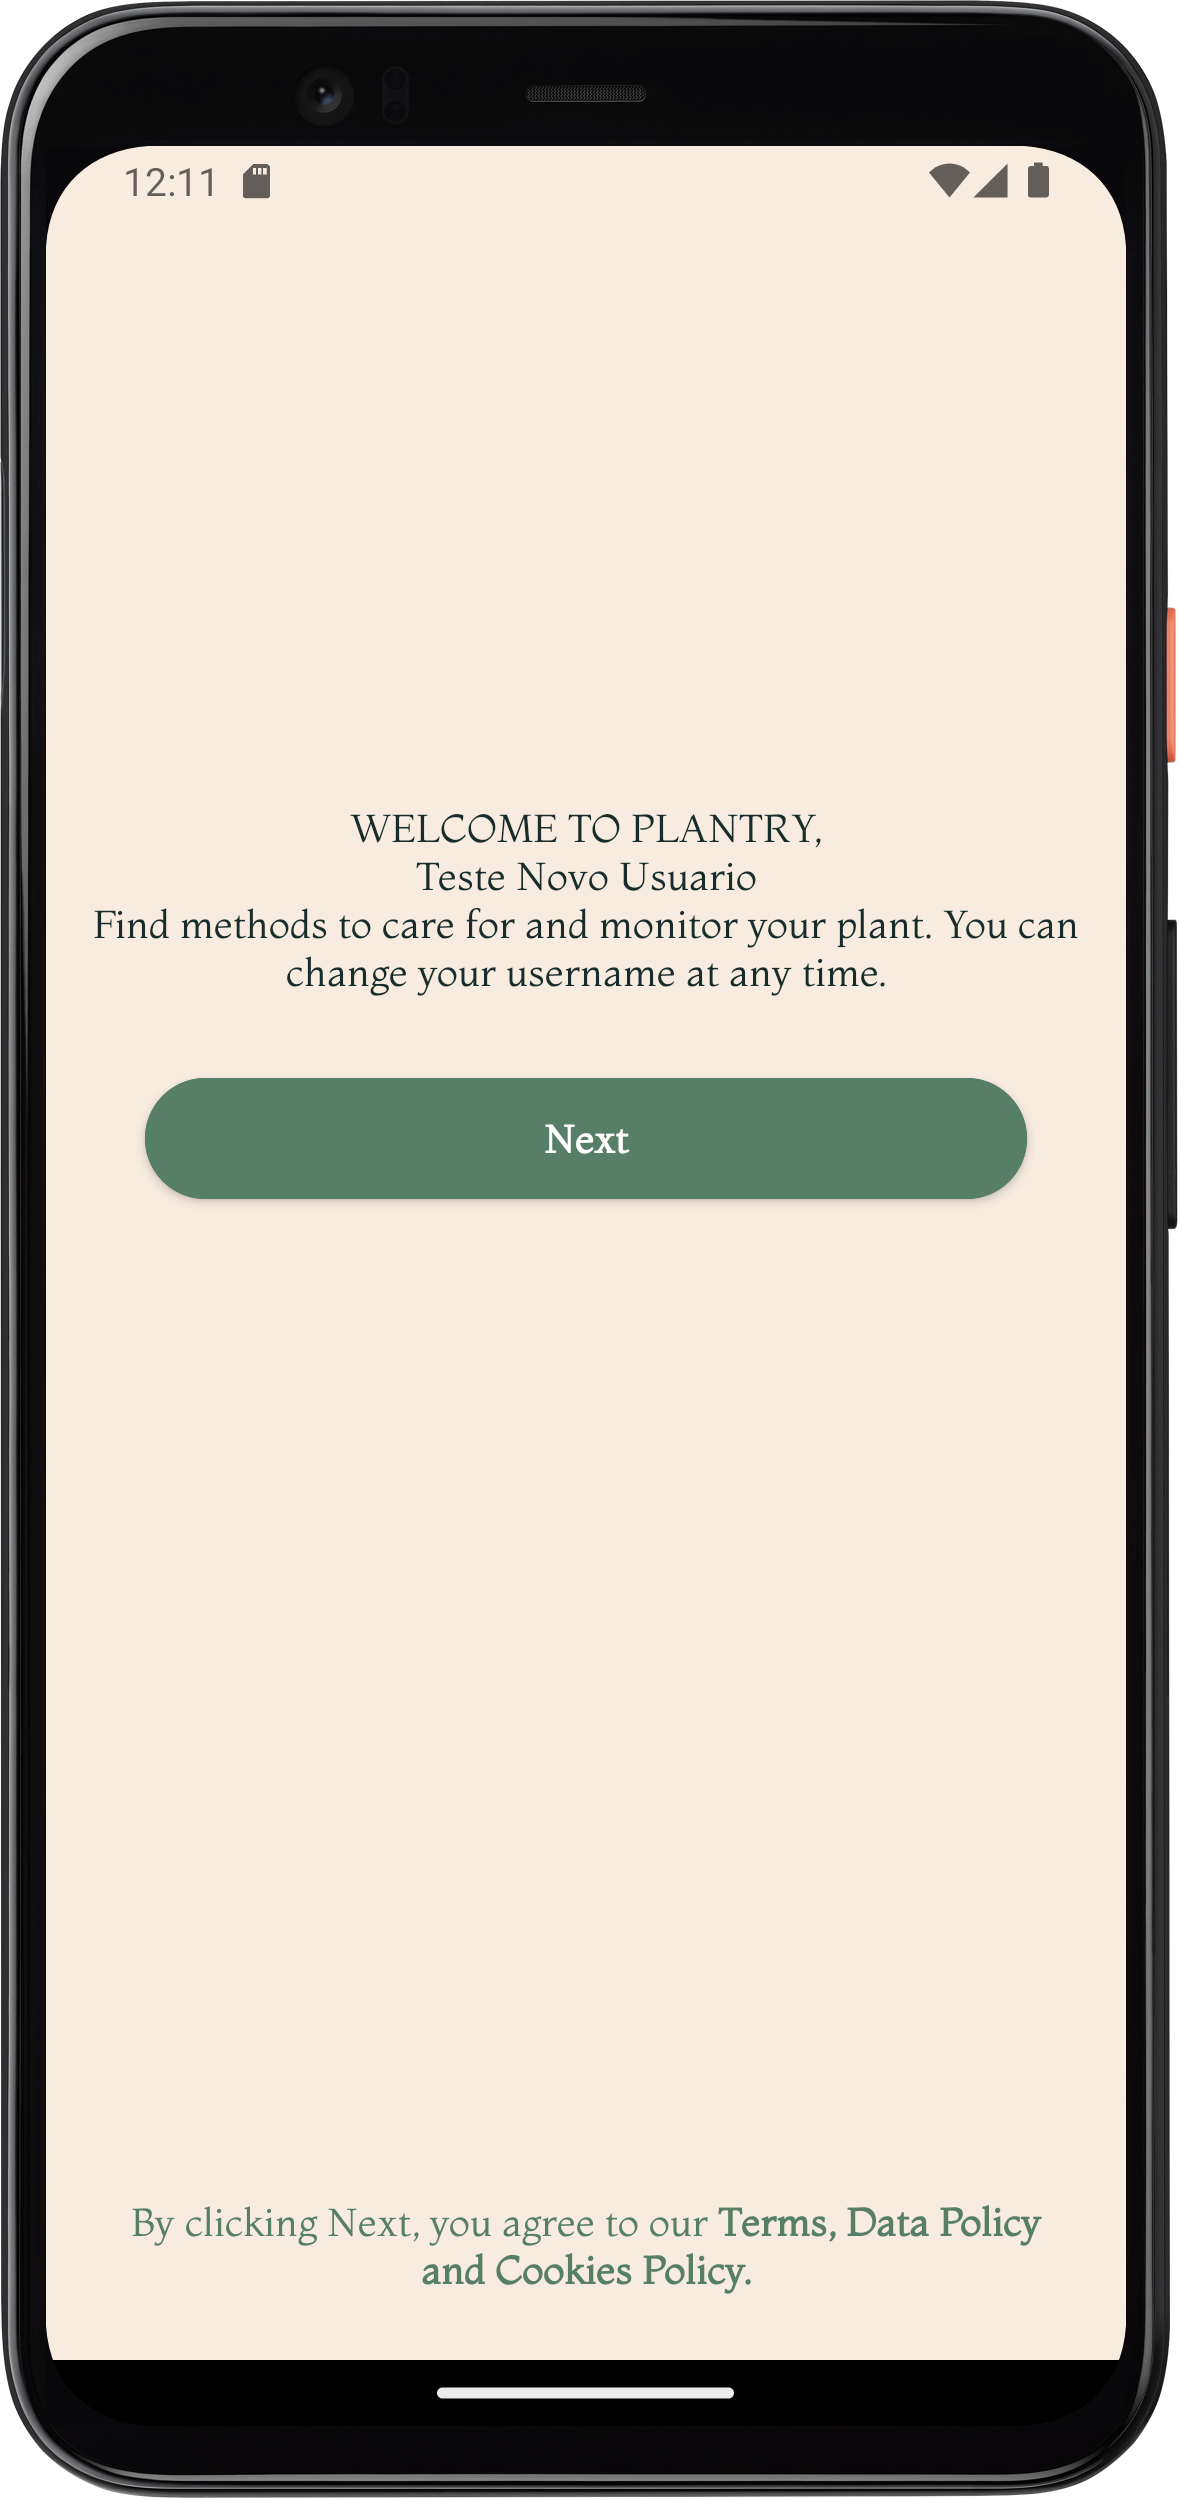 12:11
WELCOME TO PLANTRY,
Teste Novo Usuario
Find methods to care for and monitor your plant. You can
change your username at any time.
Next
By clicking Next, you agree to our Terms, Data Policy
and Cookies Policy.